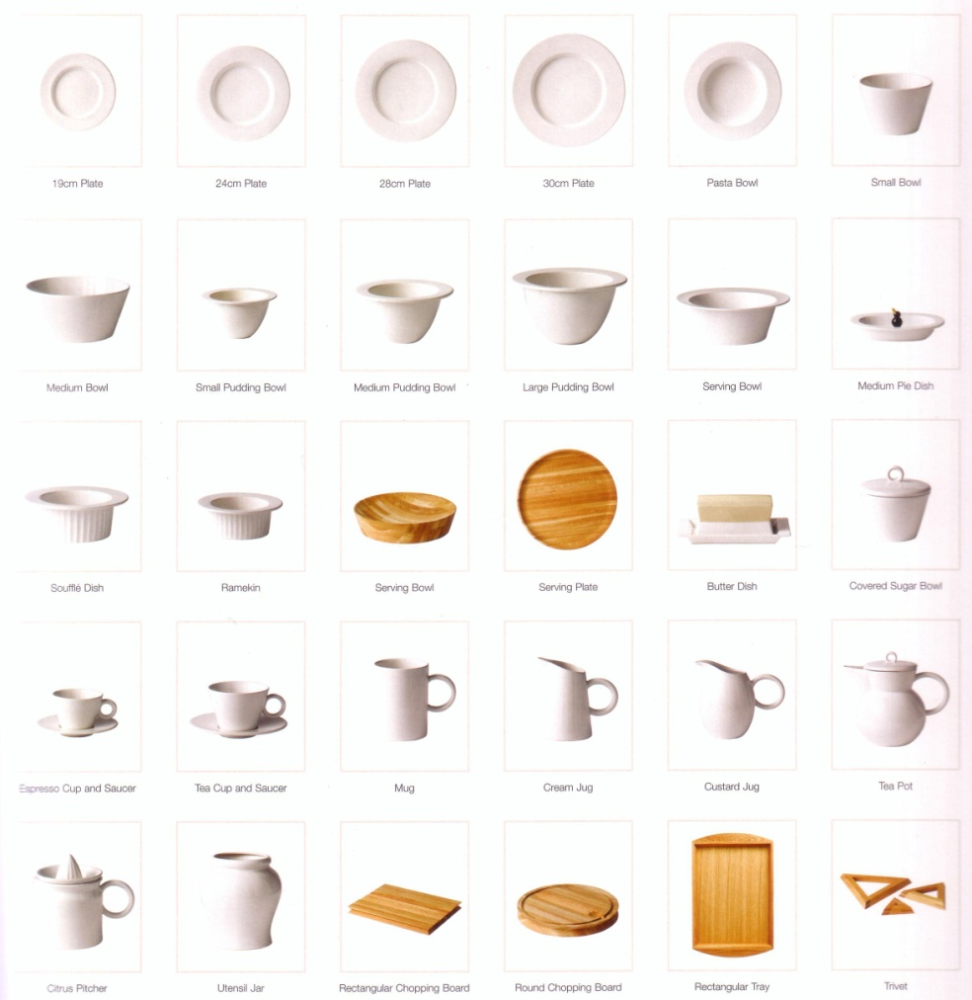 19cm Plate
24cm Plate
28cm Plate
30cm Plate
Pasta Bowl
Small Bowl
Medium Bowl
Small Pudding Bowl
Medium Pudding Bowl
Large Pudding Bowl
Serving Bowl
Medium Pie Dish
Soufflé Dish
Ramekin
Serving Bowl
Serving Plate
Butter Dish
Covered Sugar Bowl
Espresso Cup and Saucer
Tea Cup and Saucer
Mug
Cream Jug
Custard Jug
Tea Pot
Citrus Pitcher
Utensil Jar
Rectangular Chopping Board
Round Chopping Board
Rectangular Tray
Trivet